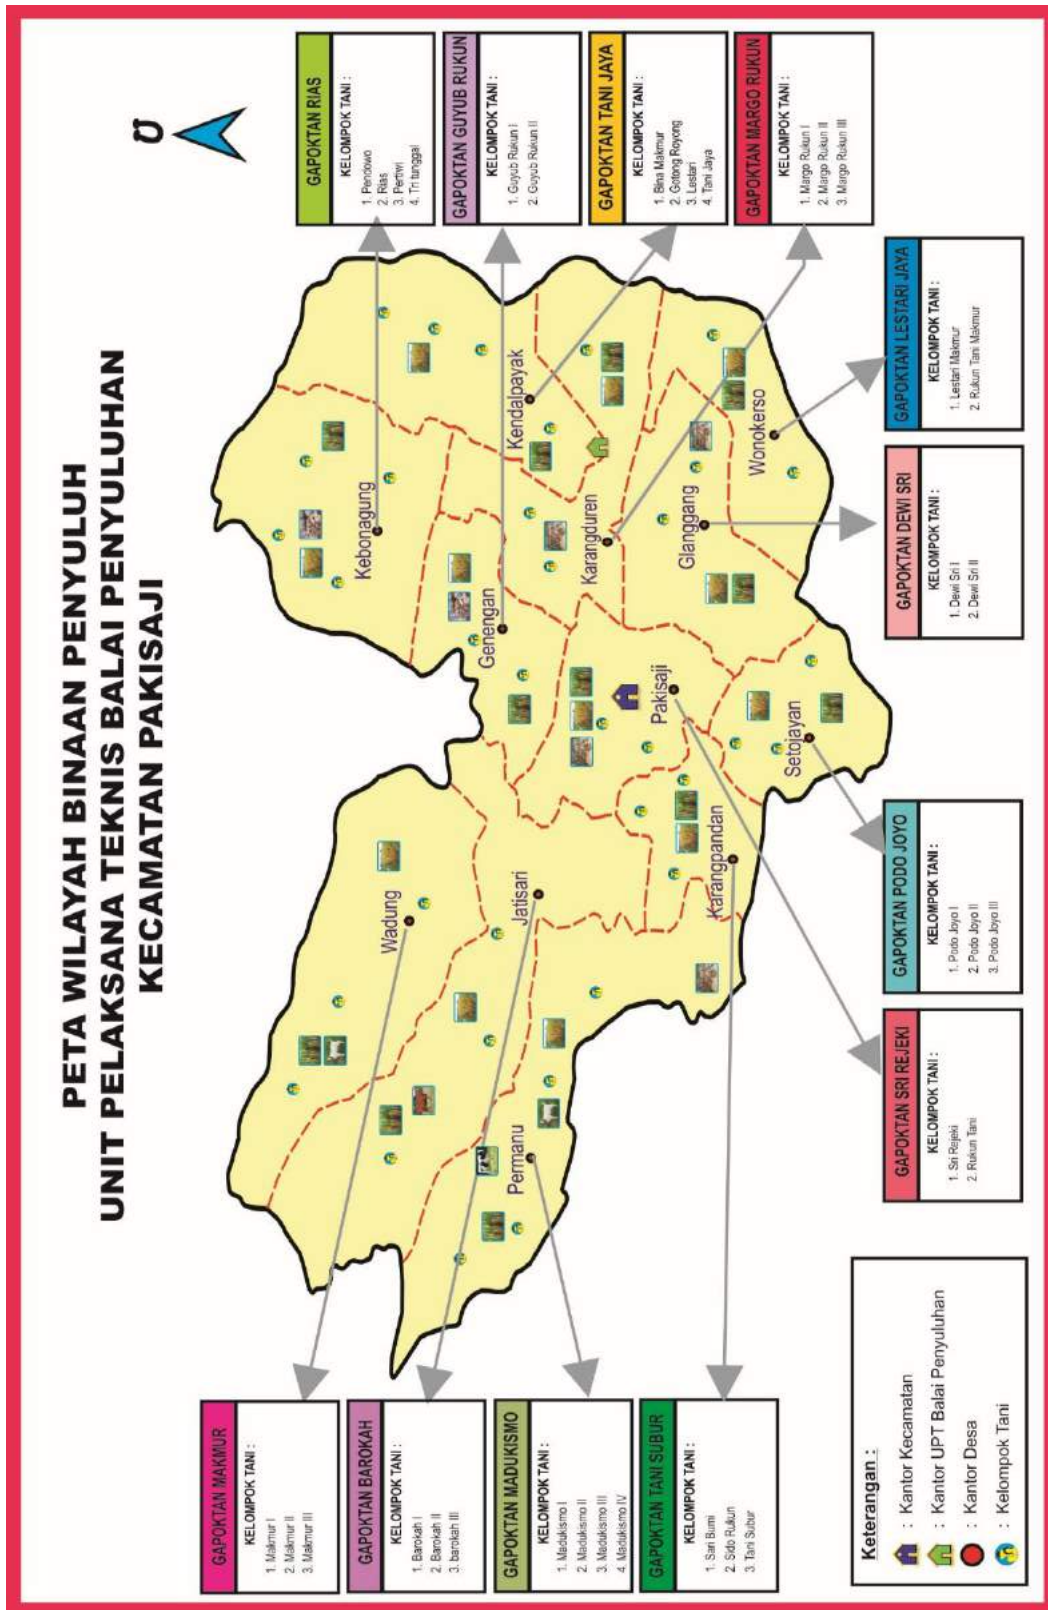 PETA WILAYAH BINAAN PENYULUH
UNIT PELAKSANA TEKNIS BALAI PENYULUHAN
KECAMATAN PAKISAJI
U
GAPOKTAN MAKMUR
KELOMPOK TANI :
1. Makmur I
2. Makmur II
3. Makmur III
GAPOKTAN BAROKAH
KELOMPOK TANI :
1. Barokah I
2. Barokah II
3. barokah III
GAPOKTAN MADUKISMO
KELOMPOK TANI :
1. Madukismo I
2. Madukismo II
3. Madukismo III
4. Madukismo IV
GAPOKTAN TANI SUBUR
KELOMPOK TANI :
1. Sari Bumi
2. Sido Rukun
3. Tani Subur
Wadung
Jatisari
Permanu
Karangpandan
Kebonagung
Genengan
Kendalpayak
Karangduren
Pakisaji
Glanggang
Wonokerso
Setojayan
GAPOKTAN RIAS
KELOMPOK TANI :
1. Pendowo
2. Rias
3. Pertiwi
4. Tri tunggal
GAPOKTAN GUYUB RUKUN
KELOMPOK TANI :
1. Guyub Rukun I
2. Guyub Rukun II
GAPOKTAN TANI JAYA
KELOMPOK TANI :
1. Bina Makmur
2. Gotong Royong
3. Lestari
4. Tani Jaya
GAPOKTAN MARGO RUKUN
KELOMPOK TANI :
1. Margo Rukun I
2. Margo Rukun II
3. Margo Rukun III
GAPOKTAN SRI REJEKI
KELOMPOK TANI :
1. Sri Rejeki
2. Rukun Tani
GAPOKTAN PODO JOYO
KELOMPOK TANI :
1. Podo Joyo I
2. Podo Joyo II
3. Podo Joyo III
GAPOKTAN DEWI SRI
KELOMPOK TANI :
1. Dewi Sri I
2. Dewi Sri II
GAPOKTAN LESTARI JAYA
KELOMPOK TANI :
1. Lestari Makmur
2. Rukun Tani Makmur
Keterangan :
: Kantor Kecamatan
: Kantor UPT Balai Penyuluhan
: Kantor Desa
: Kelompok Tani